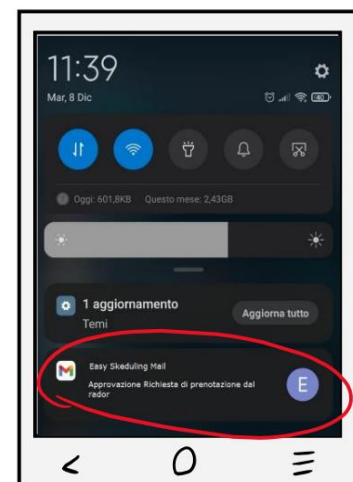 11:39
Mar, 8 Dic
40
Oggi: 601,8KB Questo mese: 2,43GB
1 aggiornamento
Temi
Aggiorna tutto
Easy Skeduling Mail
Approvazione Richiesta di prenotazione dal
rador
E